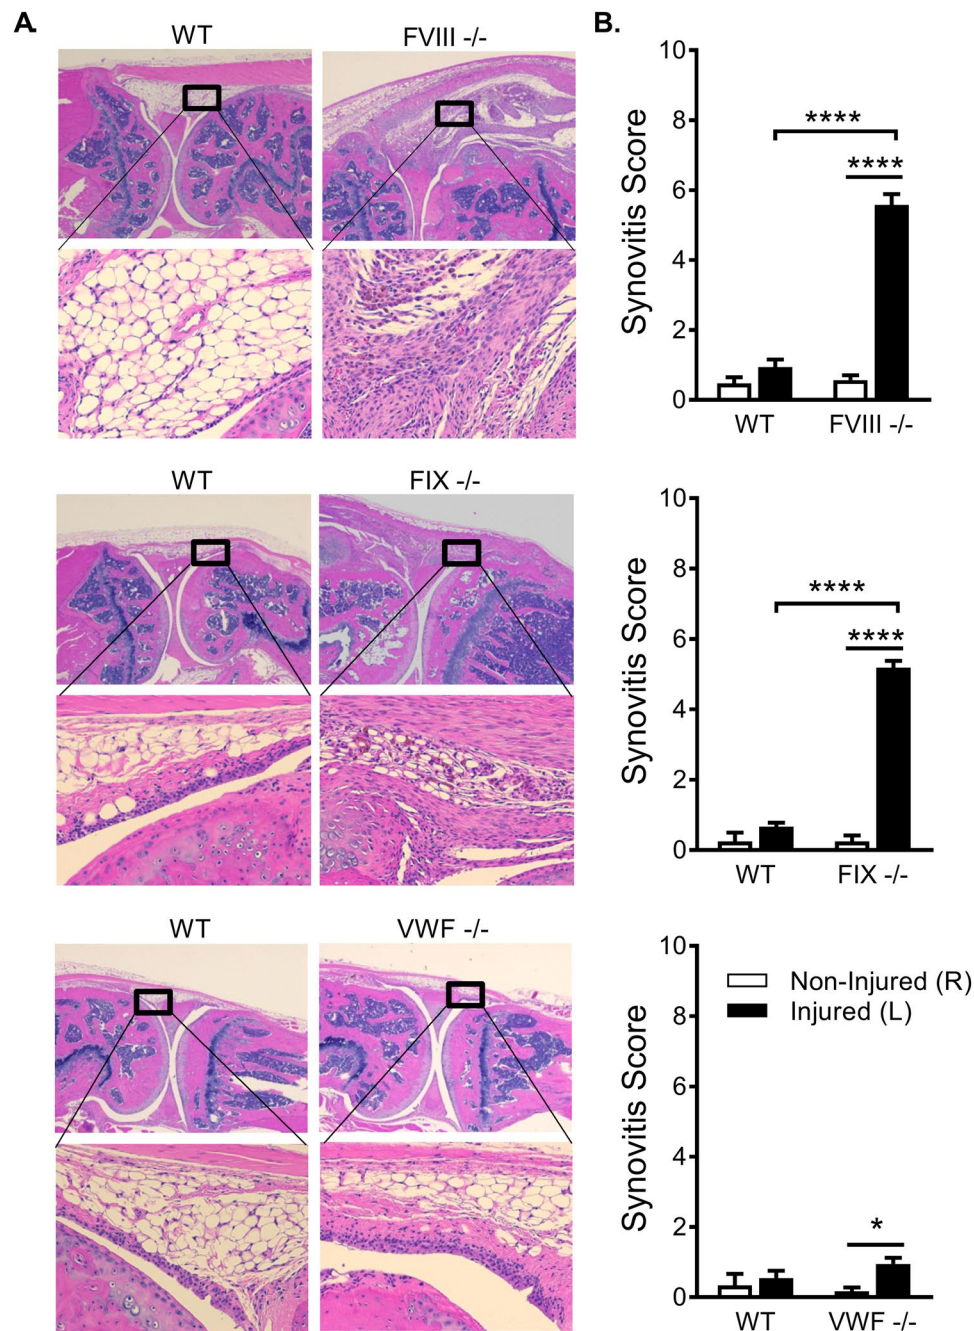 A.
B.
WT
FVIII -/-
Synovitis Score
10
8
6
4
2
0
****
****
WT
FVIII -/-
WT
FIX -/-
Synovitis Score
10
8
6
4
2
0
****
****
WT
FIX -/-
WT
VWF -/-
Synovitis Score
10
8
6
4
2
0
Non-Injured (R)
Injured (L)
*
WT
VWF -/-